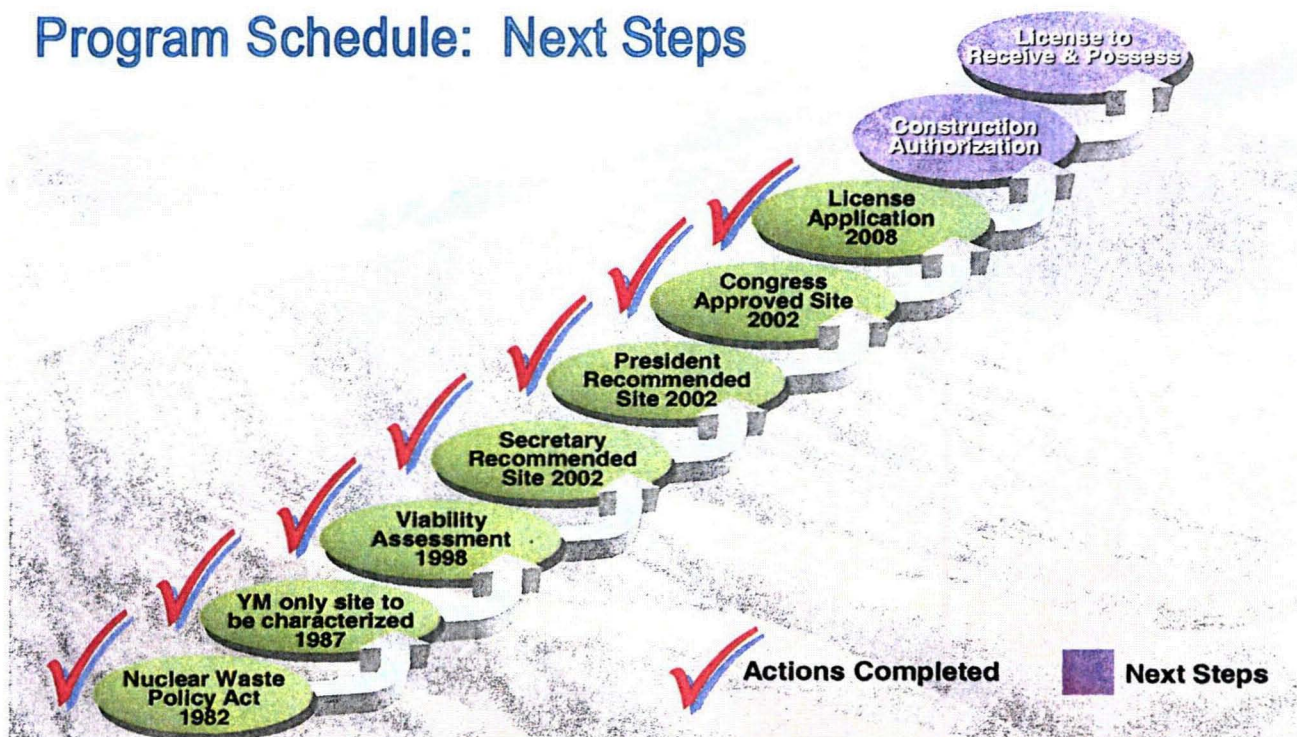 Program Schedule: Next Steps
License to
Receive & Possess
Construction
Authorization
License
Application
2008
Congress
Approved Site
2002
President
Recommended
Site 2002
Secretary
Recommended
Site 2002
Viability
Assessment
1998
YM only site to
be characterized
1987
Nuclear Waste
Policy Act
1982
Actions Completed
Next Steps